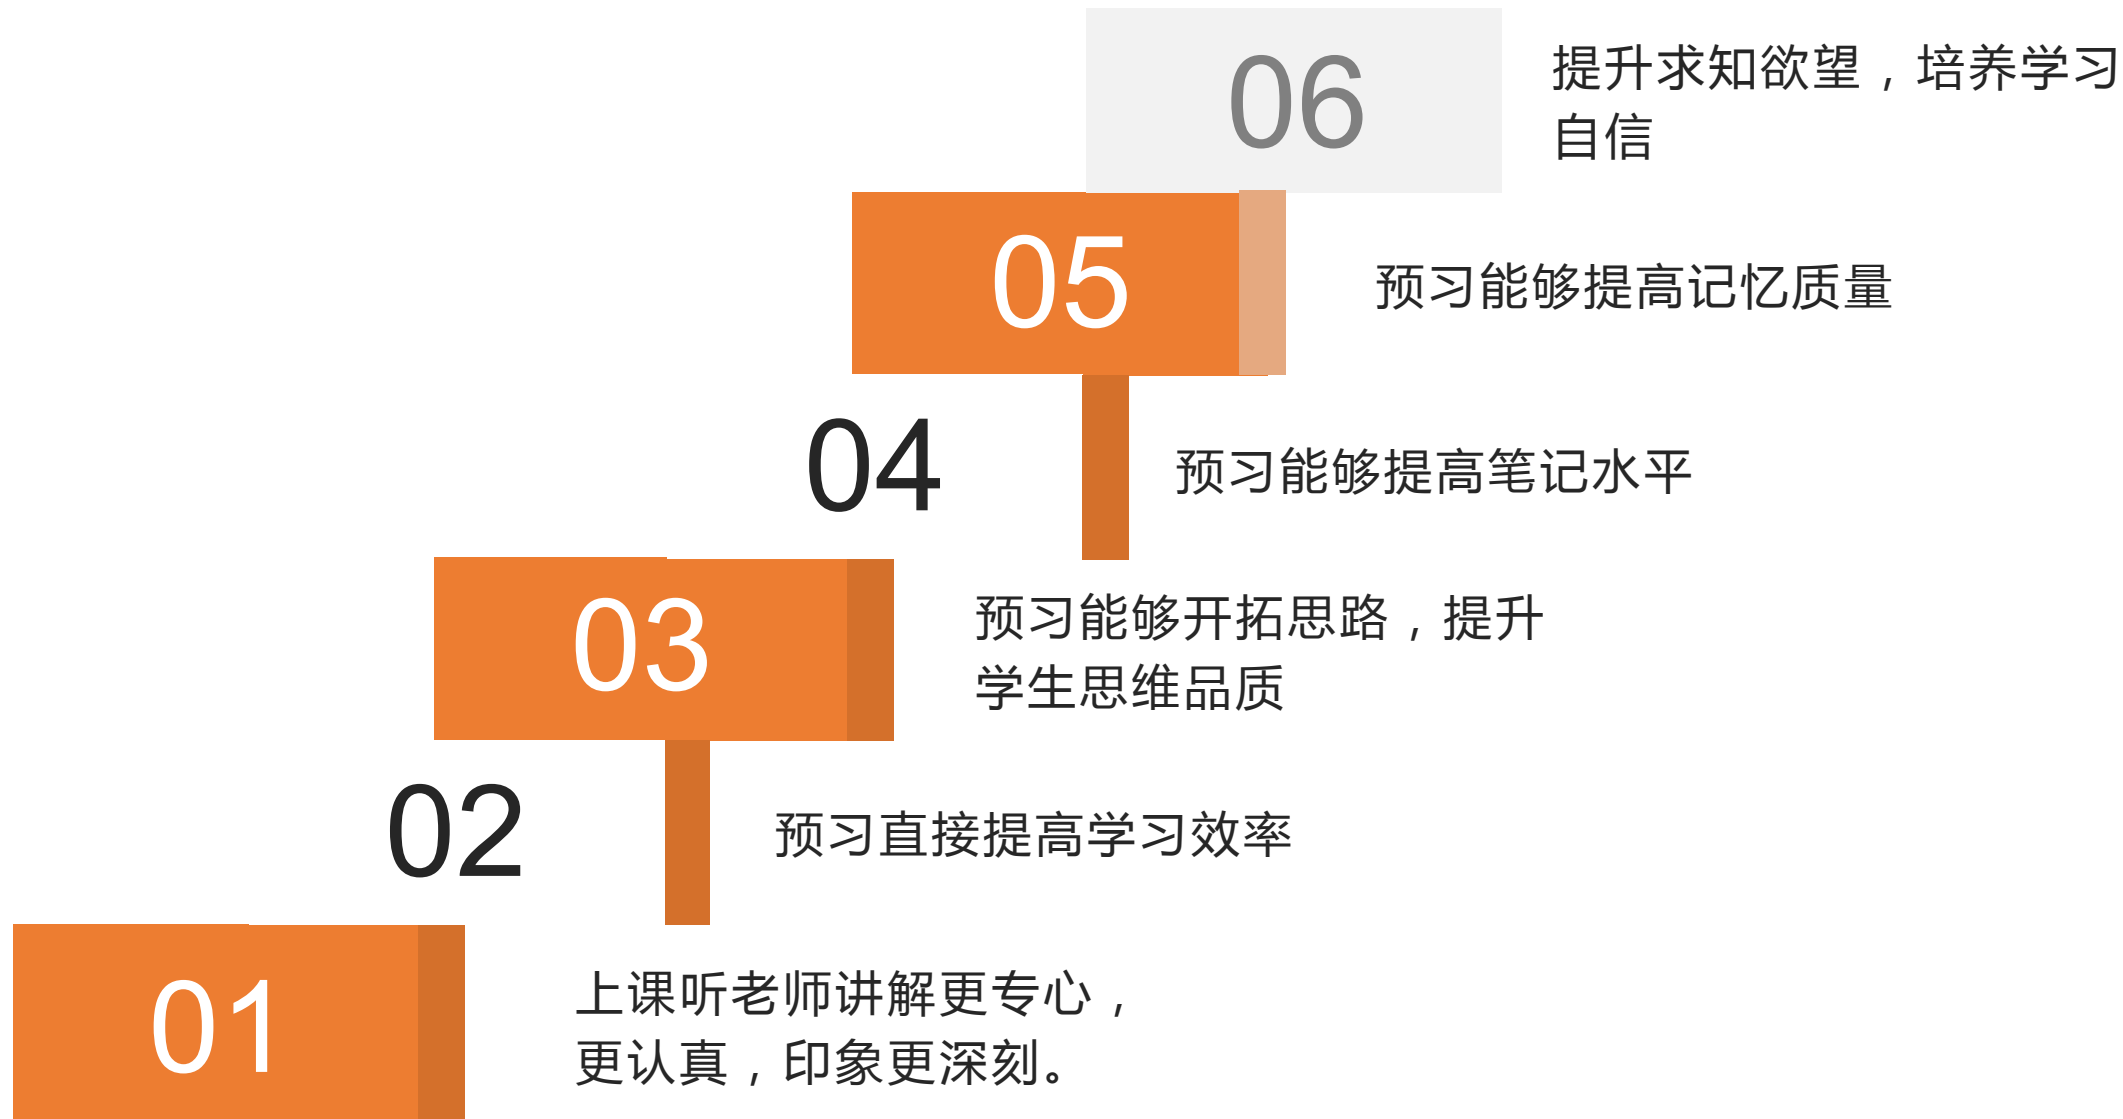 06
提升求知欲望，培养学习
自信
05
预习能够提高记忆质量
04
预习能够提高笔记水平
03
预习能够开拓思路，提升
学生思维品质
02
预习直接提高学习效率
01
上课听老师讲解更专心，
更认真，印象更深刻。